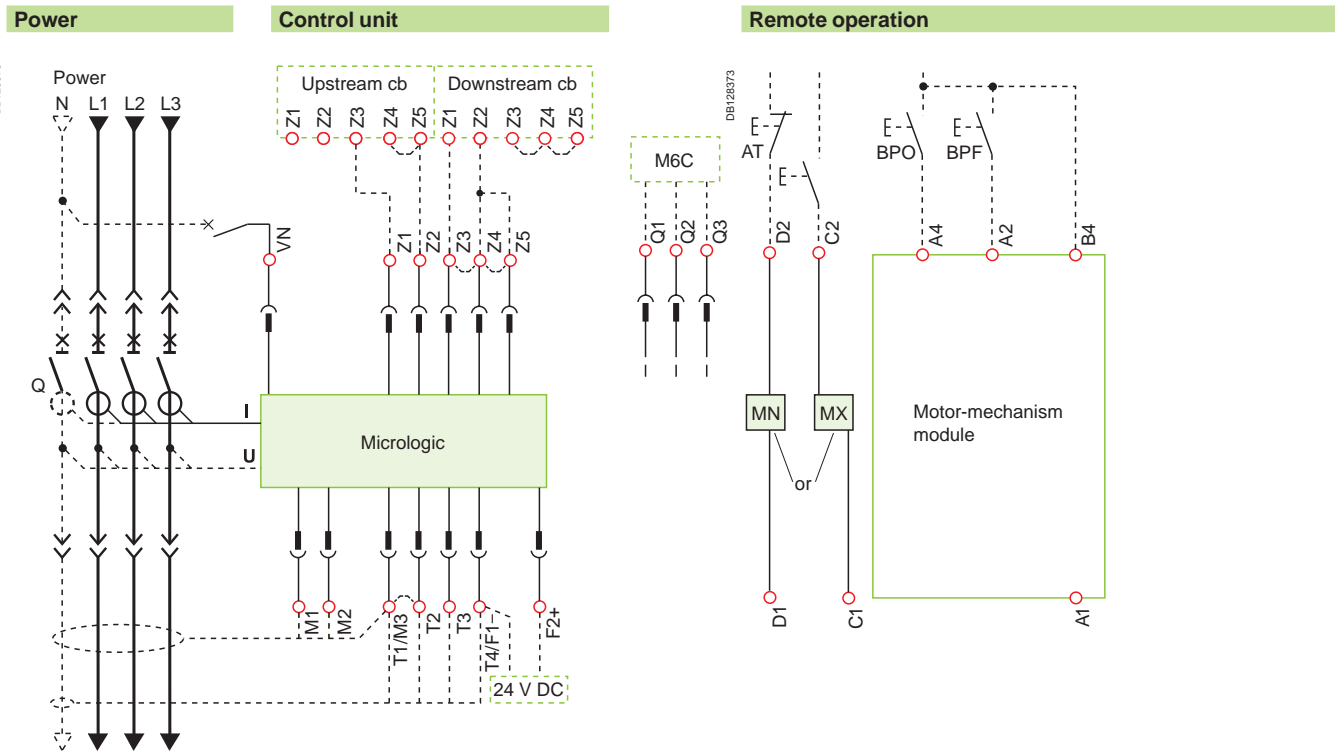 Power
Control unit
Remote operation
Power
N L1 L2 L3
Upstream cb
Downstream cb
Z1 Z2 Z3 Z4 Z5 Z1 Z2 Z3 Z4 Z5
DB128373
M6C
AT
BPO
BPF
VN
Z1 Z2 Z3 Z4 Z5
Q1 Q2 Q3
D2 C2
A4 A2 B4
Q
I
U
Micrologic
MN
MX
or
Motor-mechanism
module
M1 M2 T1/M3 T2 T3 T4/F1– F2+
D1 C1 A1
24 V DC